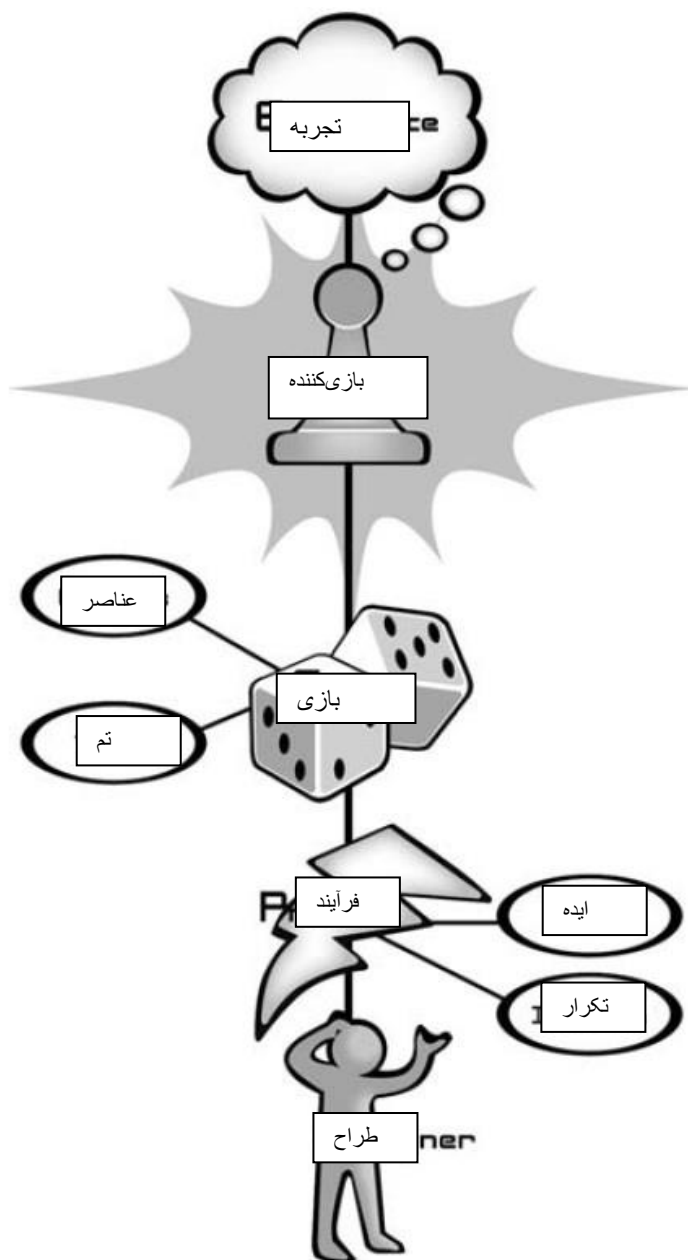 تجربه
بازی‌کننده
عناصر
بازی
تم
فرآیند
ایده
تکرار
طراح
ner